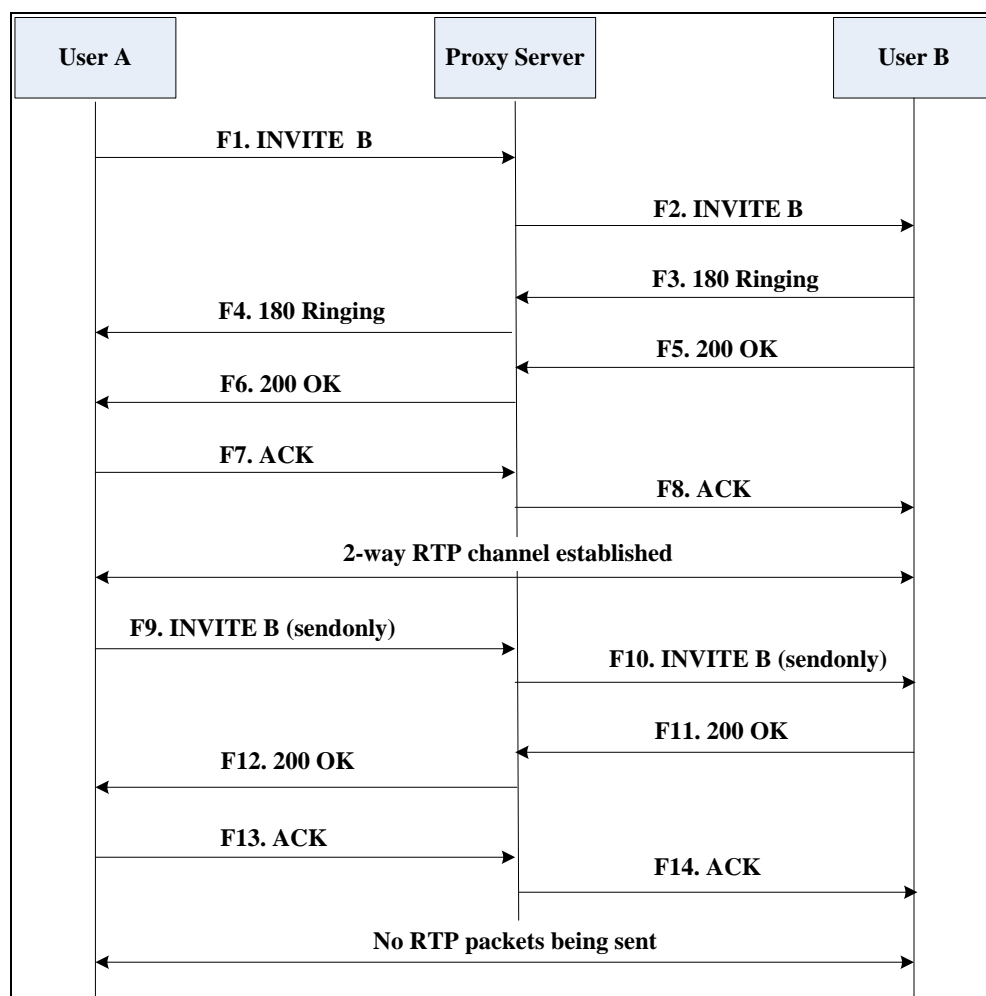 User A
Proxy Server
User B
F1. INVITE B
F2. INVITE B
F3. 180 Ringing
F4. 180 Ringing
F5. 200 OK
F6. 200 OK
F7. ACK
F8. ACK
2-way RTP channel established
F9. INVITE B (sendonly)
F10. INVITE B (sendonly)
F11. 200 OK
F12. 200 OK
F13. ACK
F14. ACK
No RTP packets being sent